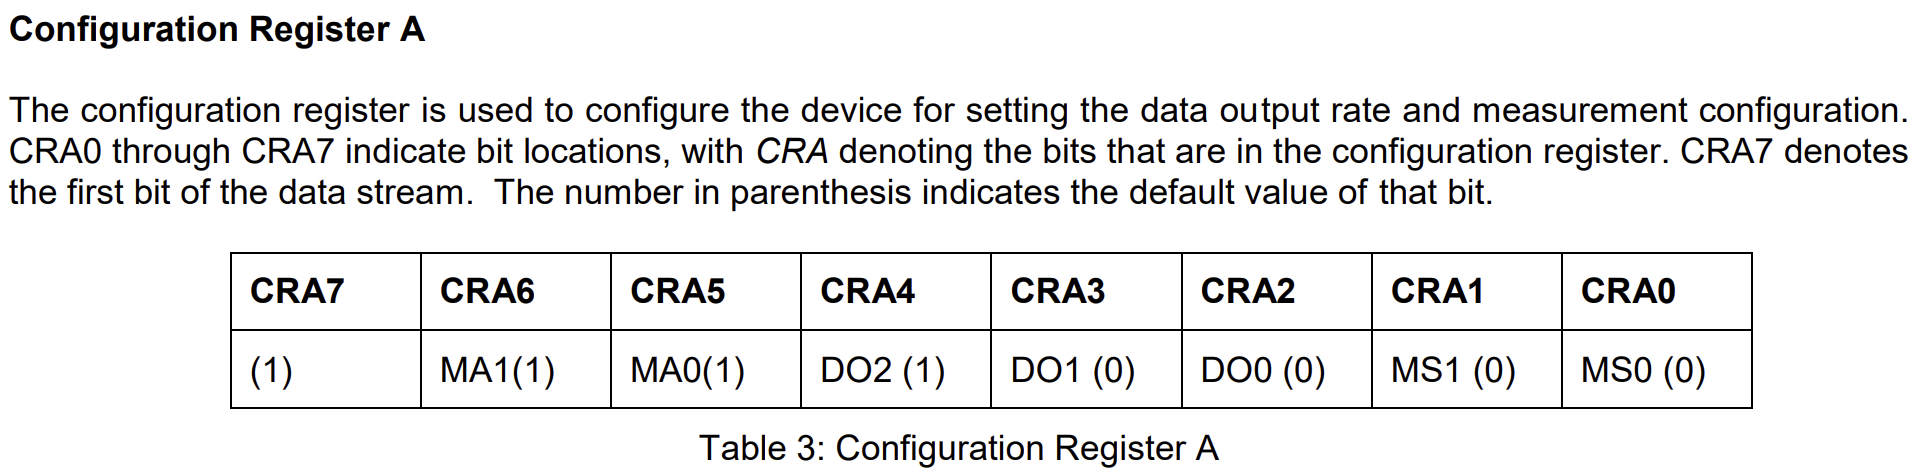 Configuration Register A
The configuration register is used to configure the device for setting the data output rate and measurement configuration.
CRA0 through CRA7 indicate bit locations, with CRA denoting the bits that are in the configuration register. CRA7 denotes
the first bit of the data stream.  The number in parenthesis indicates the default value of that bit.
CRA7 CRA6 CRA5 CRA4 CRA3 CRA2 CRA1 CRA0
(1) MA1(1) MA0(1) DO2 (1) DO1 (0) DO0 (0) MS1 (0) MS0 (0)
Table 3: Configuration Register A